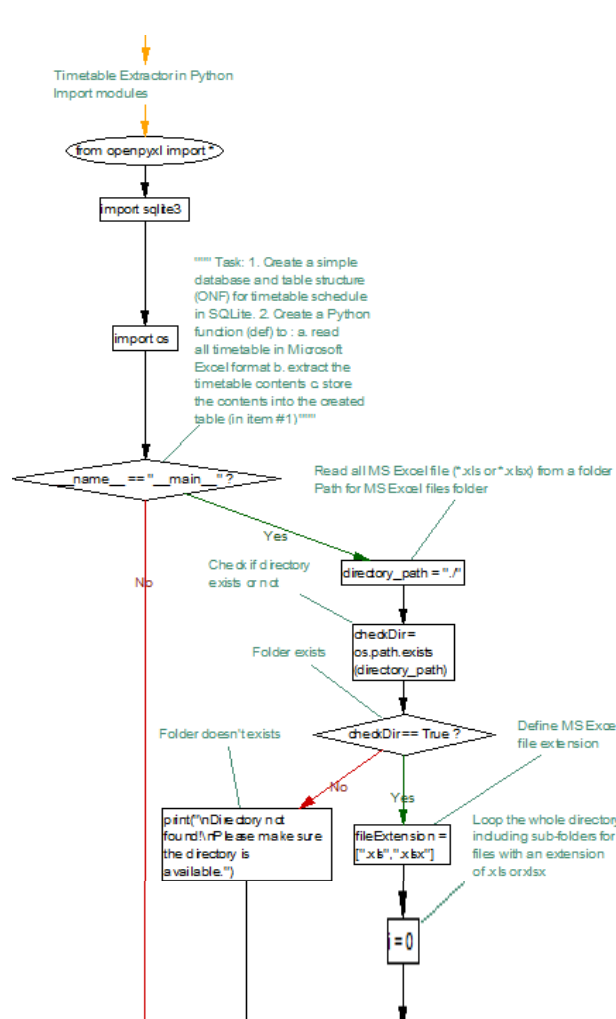 Timetable Extractor in Python
Import modules
from openpyxl import *
import sqlite3
""" Task: 1. Create a simple
database and table structure
(ONF) for timetable schedule
in SQLite. 2. Create a Python
function (def) to : a. read
all timetable in Microsoft
Excel format b. extract the
timetable contents c. store
the contents into the created
table (in item #1)"""
import os
__name__ == "__main__" ?
Read all MS Excel file (*.xls or *.xlsx) from a folder
Path for MS Excel files folder
Yes
No
directory_path = "./"
Check if directory
exists or not
checkDir =
os.path.exists
(directory_path)
Folder exists
checkDir == True ?
Folder doesn't exists
Define MS Exce
file extension
No
Yes
print("\nDirectory not
found!\nPlease make sure
the directory is
available.")
fileExtension =
[".xls",".xlsx"]
Loop the whole directory
including sub-folders for
files with an extension
of .xls or xlsx
i = 0